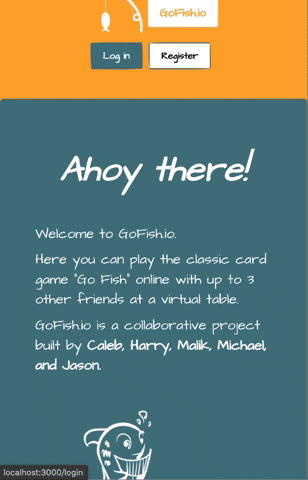 GoFish.io
Log in
Register
Ahoy there!
Welcome to GoFish.io.
Here you can play the classic card
game "Go Fish" online with up to 3
other friends at a virtual table.
GoFish.io is a collaborative project
built by Caleb, Harry, Malik, Michael,
and Jason.
localhost:3000/login